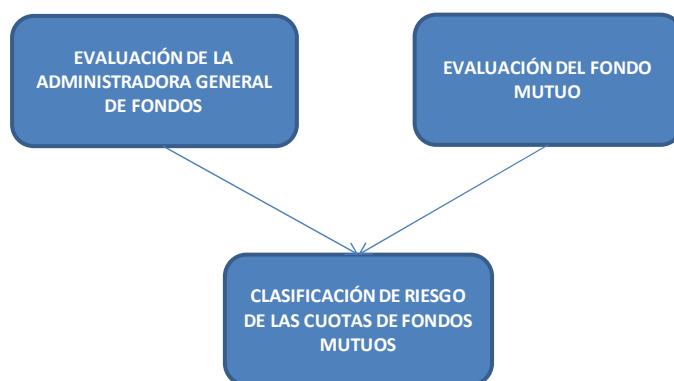 EVALUACIÓN DE LA
ADMINISTRADORA GENERAL
DE FONDOS
EVALUACIÓN DEL FONDO
MUTUO
CLASIFICACIÓN DE RIESGO
DE LAS CUOTAS DE FONDOS
MUTUOS